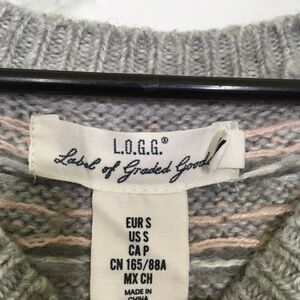 L.O.G.G.®
Label of Graded Goods
EUR S
US S
CA P
CN 165/88A
MX CH
MADE IN
CHINA